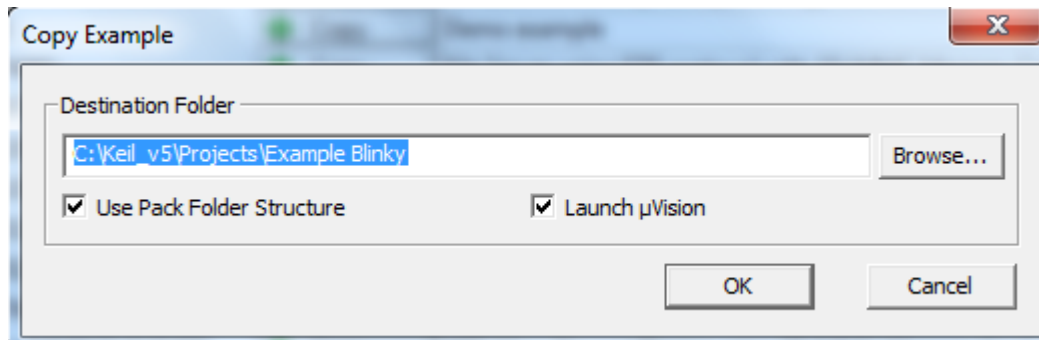 Copy Example
Destination Folder
C:\Keil_v5\Projects\Example Blinky
Browse...
Use Pack Folder Structure
Launch µVision
OK
Cancel